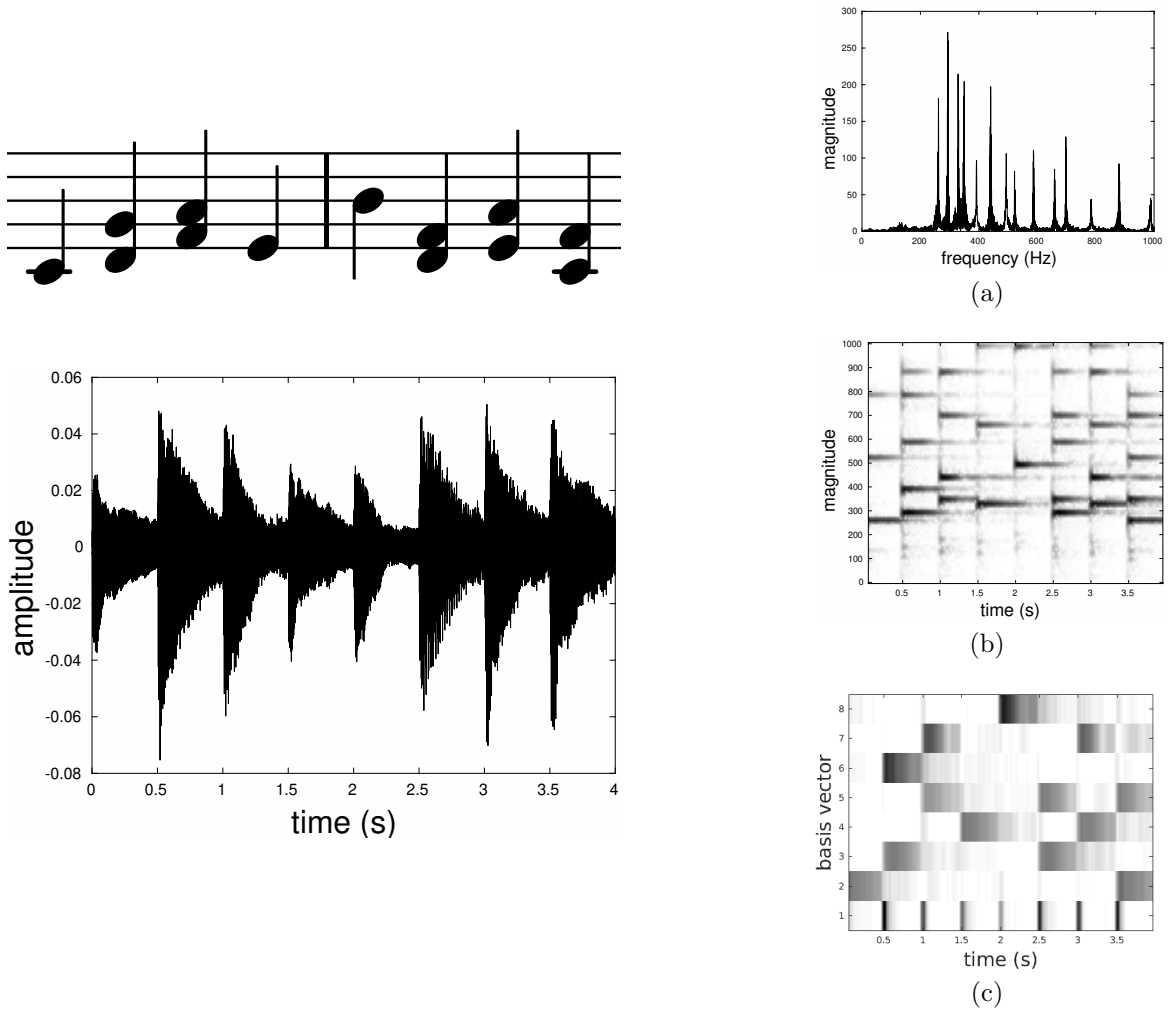 0.06
0.04
0.02
0
-0.02
-0.04
-0.06
-0.08
amplitude
0 0.5 1 1.5 2 2.5 3 3.5 4
time (s)
300
250
200
150
100
50
0
magnitude
0 200 400 600 800 1000
frequency (Hz)
(a)
1000
900
800
700
600
500
400
300
200
100
0
magnitude
0.5 1 1.5 2 2.5 3 3.5
time (s)
(b)
8
7
6
5
4
3
2
1
basis vector
0.5 1 1.5 2 2.5 3 3.5
time (s)
(c)